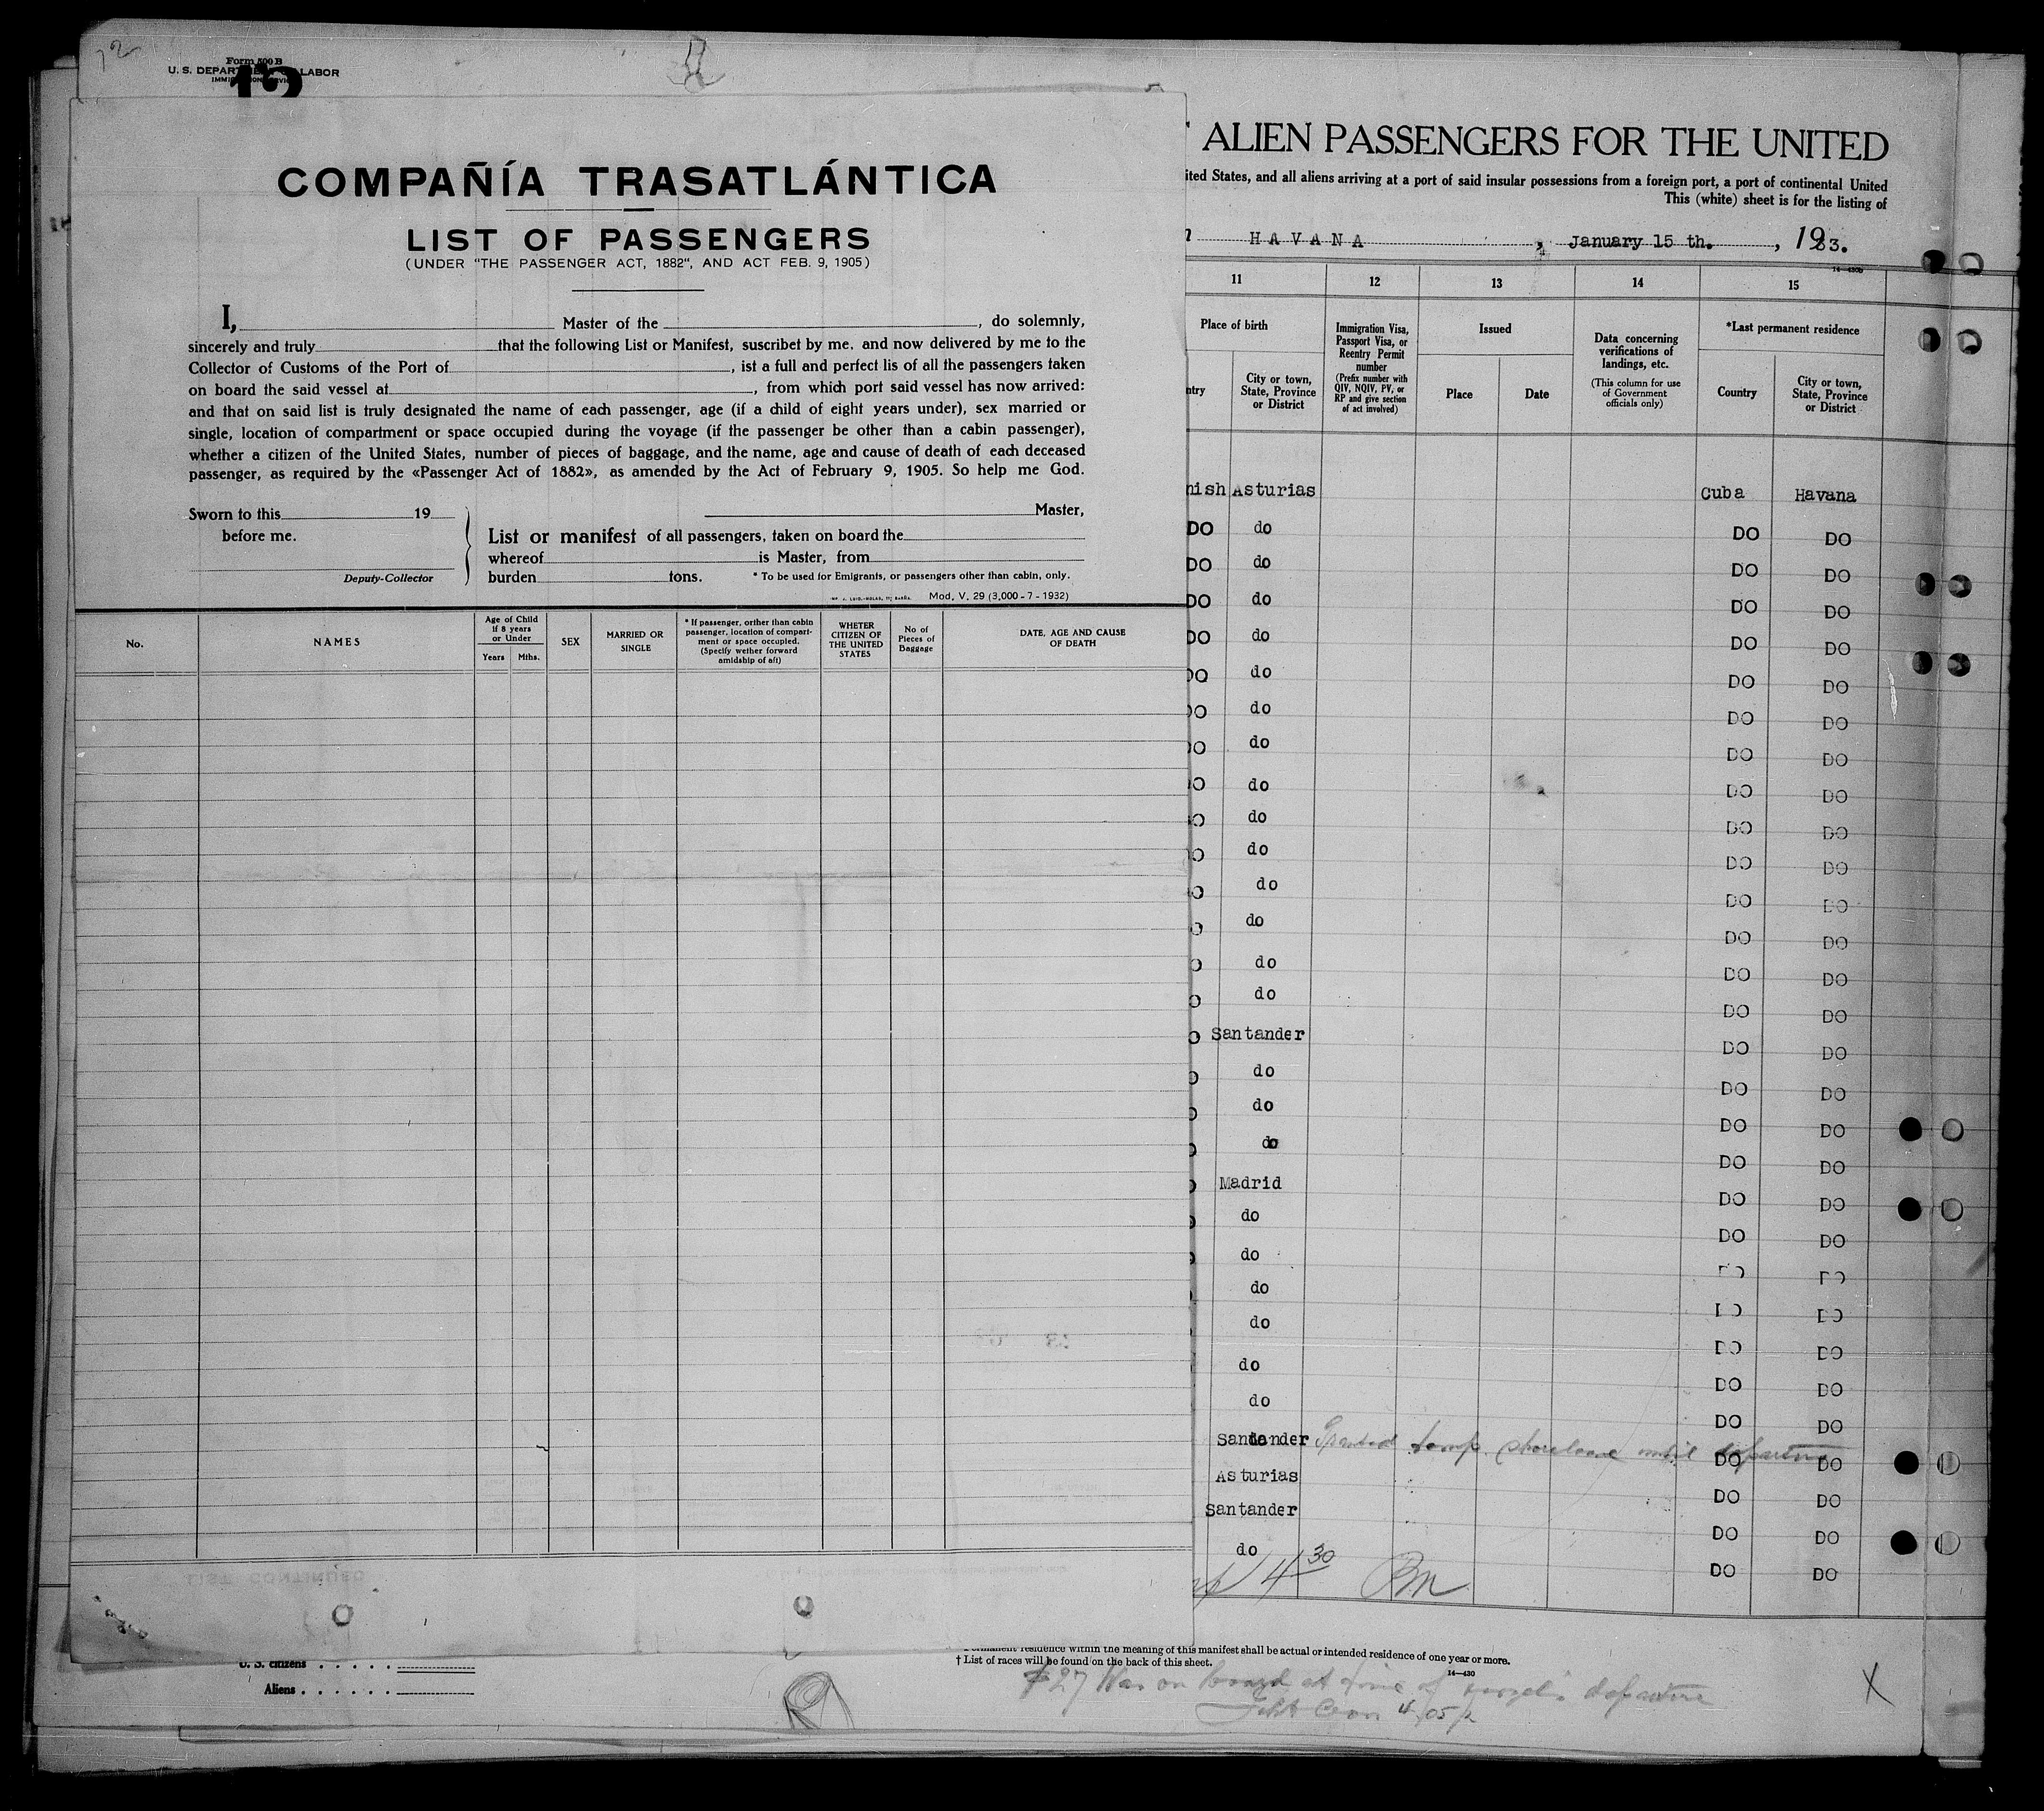 72
Form 500 B
U. S. DEPARTMENT OF LABOR
12
COMPAÑÍA TRASATLÁNTICA
LIST OF PASSENGERS
(UNDER "THE PASSENGER ACT, 1882", AND ACT FEB. 9, 1905)
I, Master of the , do solemnly,
sincerely and truly that the following List or Manifest, suscribet by me, and now delivered by me to the
Collector of Customs of the Port of , ist a full and perfect lis of all the passengers taken
on board the said vessel at , from which port said vessel has now arrived:
and that on said list is truly designated the name of each passenger, age (if a child of eight years under), sex married or
single, location of compartment or space occupied during the voyage (if the passenger be other than a cabin passenger),
whether a citizen of the United States, number of pieces of baggage, and the name, age and cause of death of each deceased
passenger, as required by the «Passenger Act of 1882», as amended by the Act of February 9, 1905. So help me God.
Sworn to this 19 Master,
before me.
Deputy-Collector
List or manifest of all passengers, taken on board the
whereof is Master, from
burden tons. * To be used for Emigrants, or passengers other than cabin, only.
Mod. V. 29 (3,000 - 7 - 1932)
No.
NAMES
Age of Child
if 8 years
or Under
Years Mths.
SEX
MARRIED OR
SINGLE
* If passenger, orther than cabin
passenger, location of compart-
ment or space occupied.
(Specify wether forward
amidship of aft)
WHETER
CITIZEN OF
THE UNITED
STATES
No of
Pieces of
Baggage
DATE, AGE AND CAUSE
OF DEATH
LIST CONTINUED
U. S. citizens
Aliens
ALIEN PASSENGERS FOR THE UNITED
ited States, and all aliens arriving at a port of said insular possessions from a foreign port, a port of continental United
This (white) sheet is for the listing of
HAVANA , January 15 th. , 1933.
11 12 13 14 15
Place of birth
ntry
City or town,
State, Province
or District
Immigration Visa,
Passport Visa, or
Reentry Permit
number
(Prefix number with
QIV, NQIV, PV, or
RP and give section
of act involved)
Issued
Place Date
Data concerning
verifications of
landings, etc.
(This column for use
of Government
officials only)
*Last permanent residence
Country
City or town,
State, Province
or District
nish Asturias Cuba Havana
DO do DO DO
DO do DO DO
DO do DO DO
DO do DO DO
DO do DO DO
DO do DO DO
DO do DO DO
O do DO DO
O do DO DO
O do DO DO
O do DO DO
O do DO DO
O do DO DO
O do DO DO
O Santander DO DO
O do DO DO
O do DO DO
O do DO DO
O Madrid DO DO
do DO DO
do DO DO
do DO DO
do DO DO
do DO DO
do DO DO
Santander Granted temp. shore leave until departure DO DO
Asturias DO DO
Santander DO DO
do DO DO
4 30 Pm
Permanent residence within the meaning of this manifest shall be actual or intended residence of one year or more.
† List of races will be found on the back of this sheet.
14—430
#27 Was on board at time of vessel's departure
X